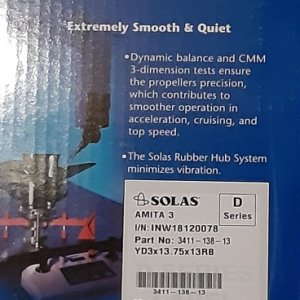 Extremely Smooth & Quiet
•Dynamic balance and CMM
3-dimension tests ensure
the propellers precision,
which contributes to
smoother operation in
acceleration, cruising, and
top speed.
•The Solas Rubber Hub System
minimizes vibration.
SOLAS
D
Series
AMITA 3
I/N: INW18120078
Part No: 3411-138-13
YD3x13.75x13RB
3411-138-13